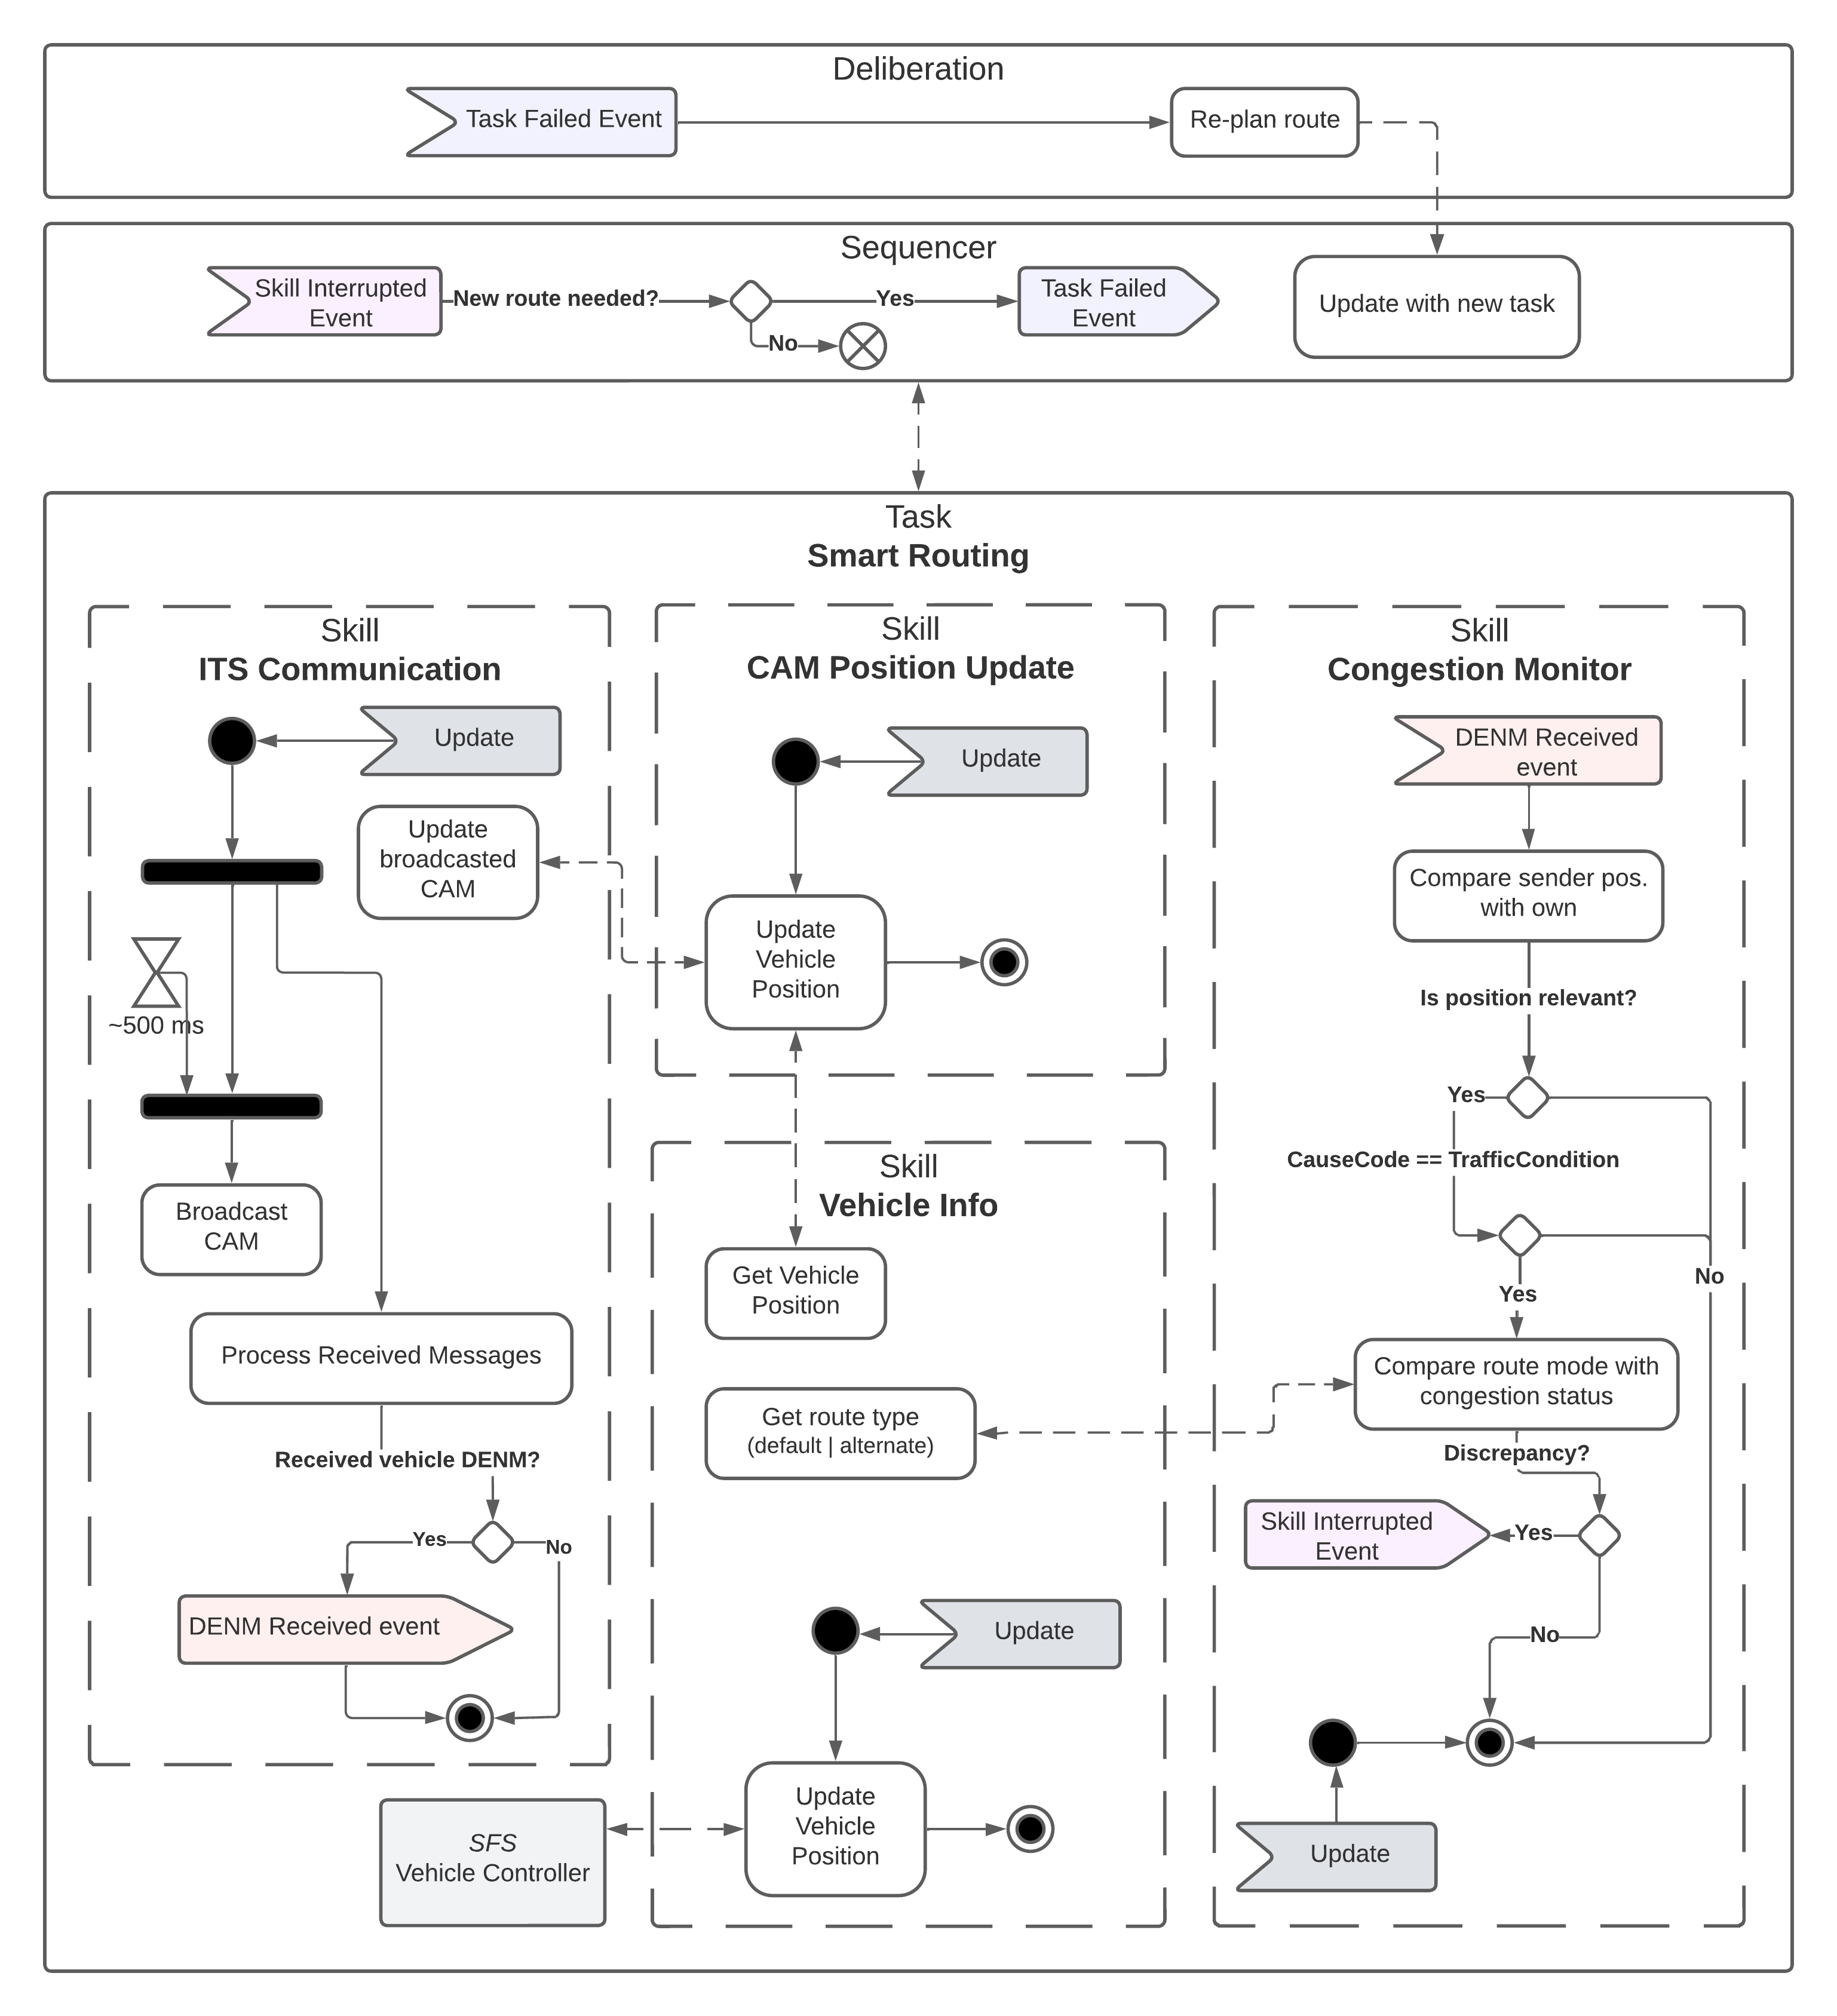 Deliberation
Task Failed Event
Re-plan route
Sequencer
Skill Interrupted
Event
New route needed?
Yes
No
Task Failed
Event
Update with new task
Task
Smart Routing
Skill
ITS Communication
Update
Update
broadcasted
CAM
~500 ms
Broadcast
CAM
Process Received Messages
Received vehicle DENM?
Yes
No
DENM Received event
Skill
CAM Position Update
Update
Update
Vehicle
Position
Skill
Vehicle Info
Get Vehicle
Position
Get route type
(default | alternate)
Update
Update
Vehicle
Position
SFS
Vehicle Controller
Skill
Congestion Monitor
DENM Received
event
Compare sender pos.
with own
Is position relevant?
Yes
CauseCode == TrafficCondition
No
Yes
Compare route mode with
congestion status
Discrepancy?
Skill Interrupted
Event
Yes
No
Update